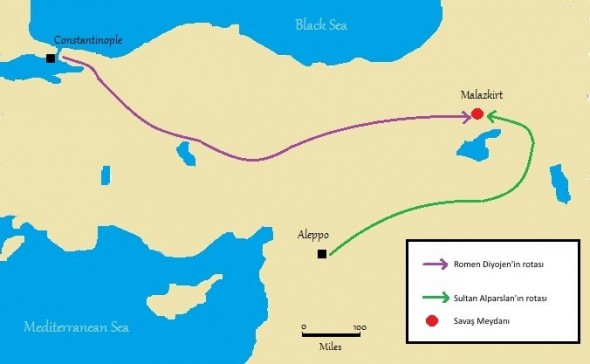 Black Sea
Constantinople
Malazkirt
Aleppo
Romen Diyojen'in rotası
Sultan Alparslan'ın rotası
Savaş Meydanı
Mediterranean Sea
0 100
Miles